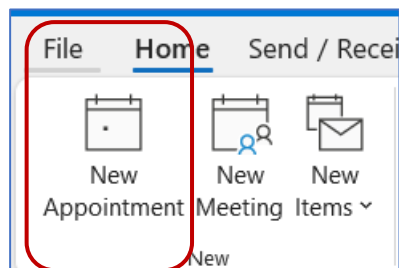 File Home Send / Recei
New New New
Appointment Meeting Items
New